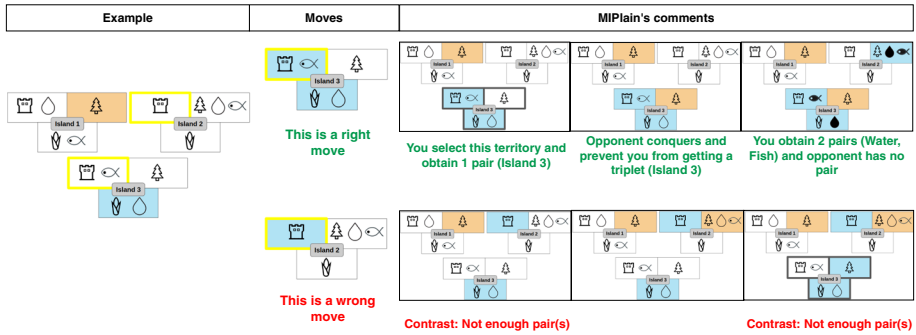 Example
Moves
MIPlain's comments
Island 1
Island 2
Island 3
Island 3
This is a right
move
Island 1
Island 2
Island 3
You select this territory and
obtain 1 pair (Island 3)
Island 1
Island 2
Island 3
Opponent conquers and
prevent you from getting a
triplet (Island 3)
Island 1
Island 2
Island 3
You obtain 2 pairs (Water,
Fish) and opponent has no
pair
Island 2
This is a wrong
move
Island 1
Island 2
Island 3
Contrast: Not enough pair(s)
Island 1
Island 2
Island 3
Island 1
Island 2
Island 3
Contrast: Not enough pair(s)